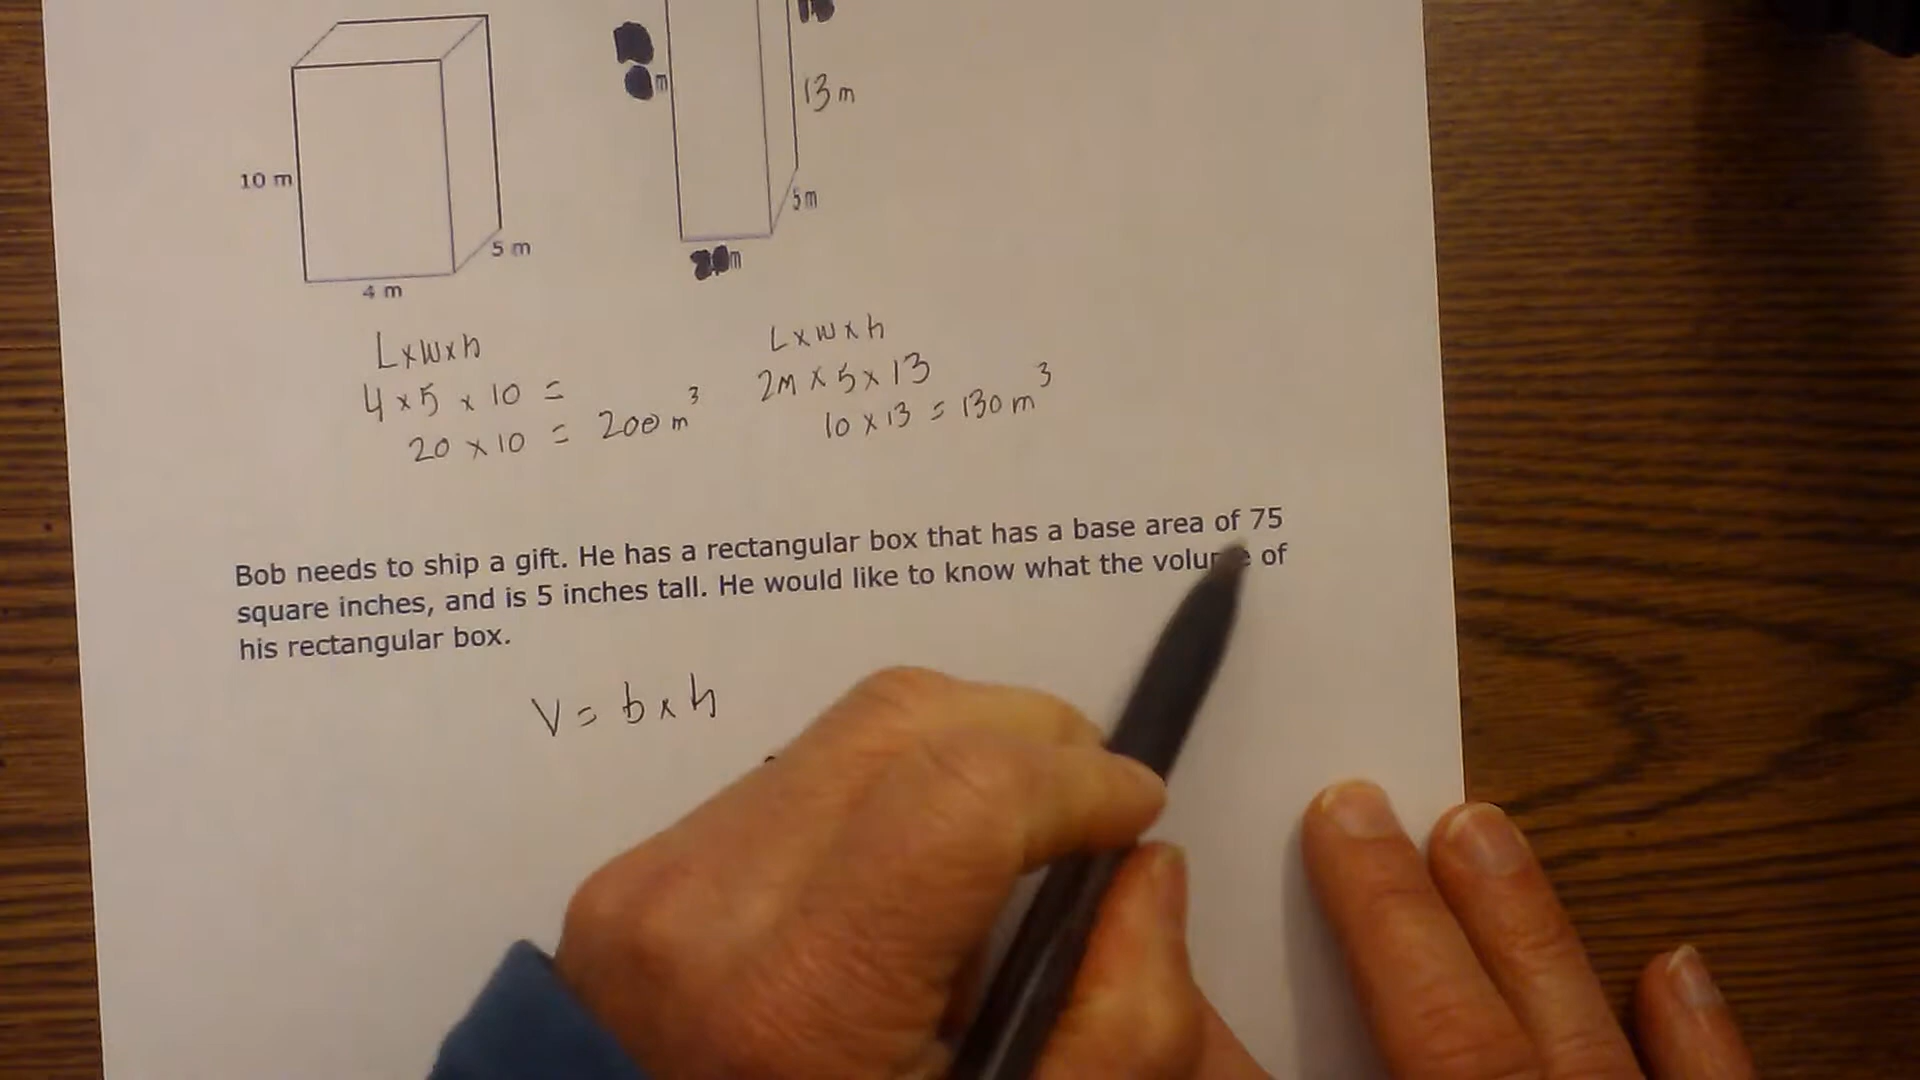 m
13 m
10 m
5 m
5 m
m
4 m
L x W x h
4 x 5 x 10 =
20 x 10 = 200 m³
L x W x h
2M x 5 x 13
10 x 13 = 130 m³
Bob needs to ship a gift. He has a rectangular box that has a base area of 75
square inches, and is 5 inches tall. He would like to know what the volume of
his rectangular box.
V = b x h